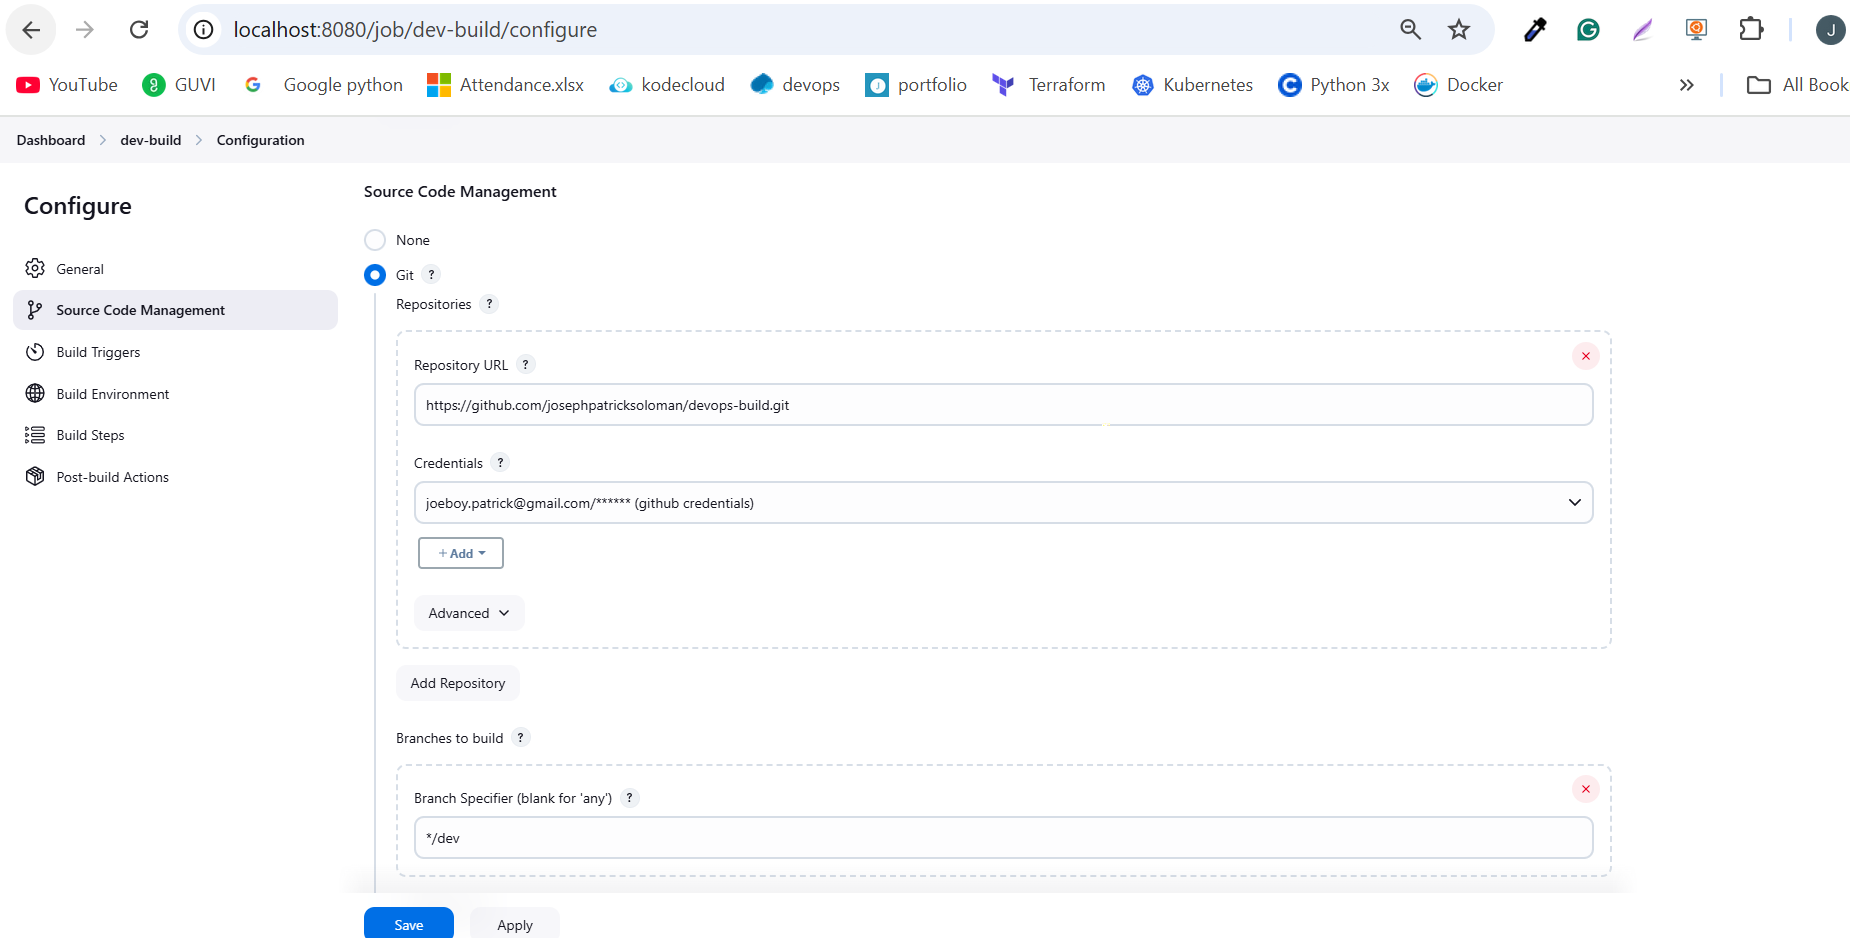 localhost:8080/job/dev-build/configure
J
YouTube GUVI Google python Attendance.xlsx kodecloud devops portfolio Terraform Kubernetes Python 3x Docker » All Book
Dashboard > dev-build > Configuration
Configure
General
Source Code Management
Build Triggers
Build Environment
Build Steps
Post-build Actions
Source Code Management
None
Git ?
Repositories ?
Repository URL ?
https://github.com/josephpatricksoloman/devops-build.git
Credentials ?
joeboy.patrick@gmail.com/****** (github credentials)
+ Add
Advanced
Add Repository
Branches to build ?
Branch Specifier (blank for 'any') ?
*/dev
Save Apply